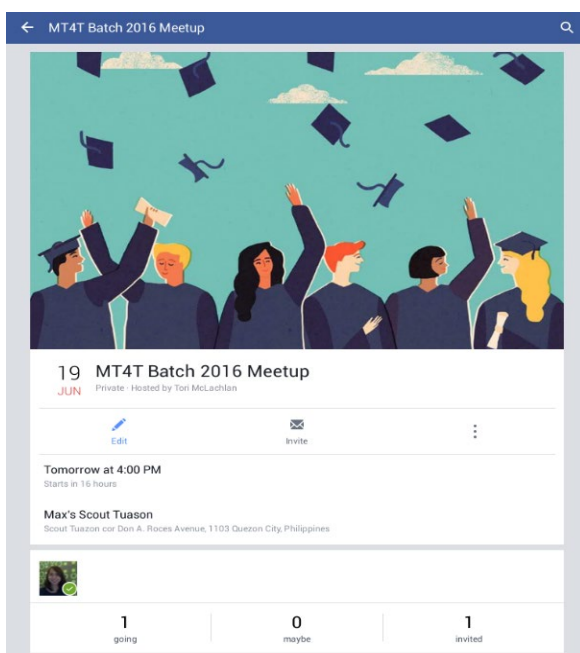 MT4T Batch 2016 Meetup
19
JUN
MT4T Batch 2016 Meetup
Private · Hosted by Tori McLachlan
Edit
Invite
Tomorrow at 4:00 PM
Starts in 16 hours
Max's Scout Tuason
Scout Tuazon cor Don A. Roces Avenue, 1103 Quezon City, Philippines
1
going
0
maybe
1
invited